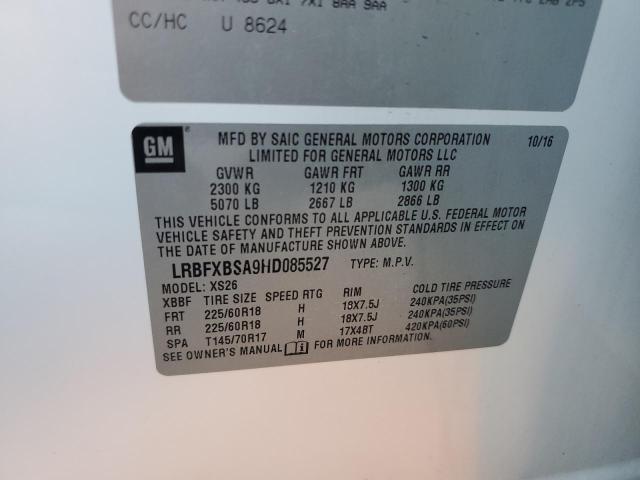 7X1 8AA 9AA
CC/HC U 8624
GM
MFD BY SAIC GENERAL MOTORS CORPORATION 10/16
LIMITED FOR GENERAL MOTORS LLC
GVWR GAWR FRT GAWR RR
2300 KG 1210 KG 1300 KG
5070 LB 2667 LB 2866 LB
THIS VEHICLE CONFORMS TO ALL APPLICABLE U.S. FEDERAL MOTOR
VEHICLE SAFETY AND THEFT PREVENTION STANDARDS IN EFFECT ON
THE DATE OF MANUFACTURE SHOWN ABOVE.
LRBFXBSA9HD085527 TYPE: M.P.V.
MODEL: XS26
XBBF TIRE SIZE SPEED RTG RIM COLD TIRE PRESSURE
FRT 225/60R18 H 18X7.5J 240KPA(35PSI)
RR 225/60R18 H 18X7.5J 240KPA(35PSI)
SPA T145/70R17 M 17X4BT 420KPA(60PSI)
SEE OWNER'S MANUAL FOR MORE INFORMATION.